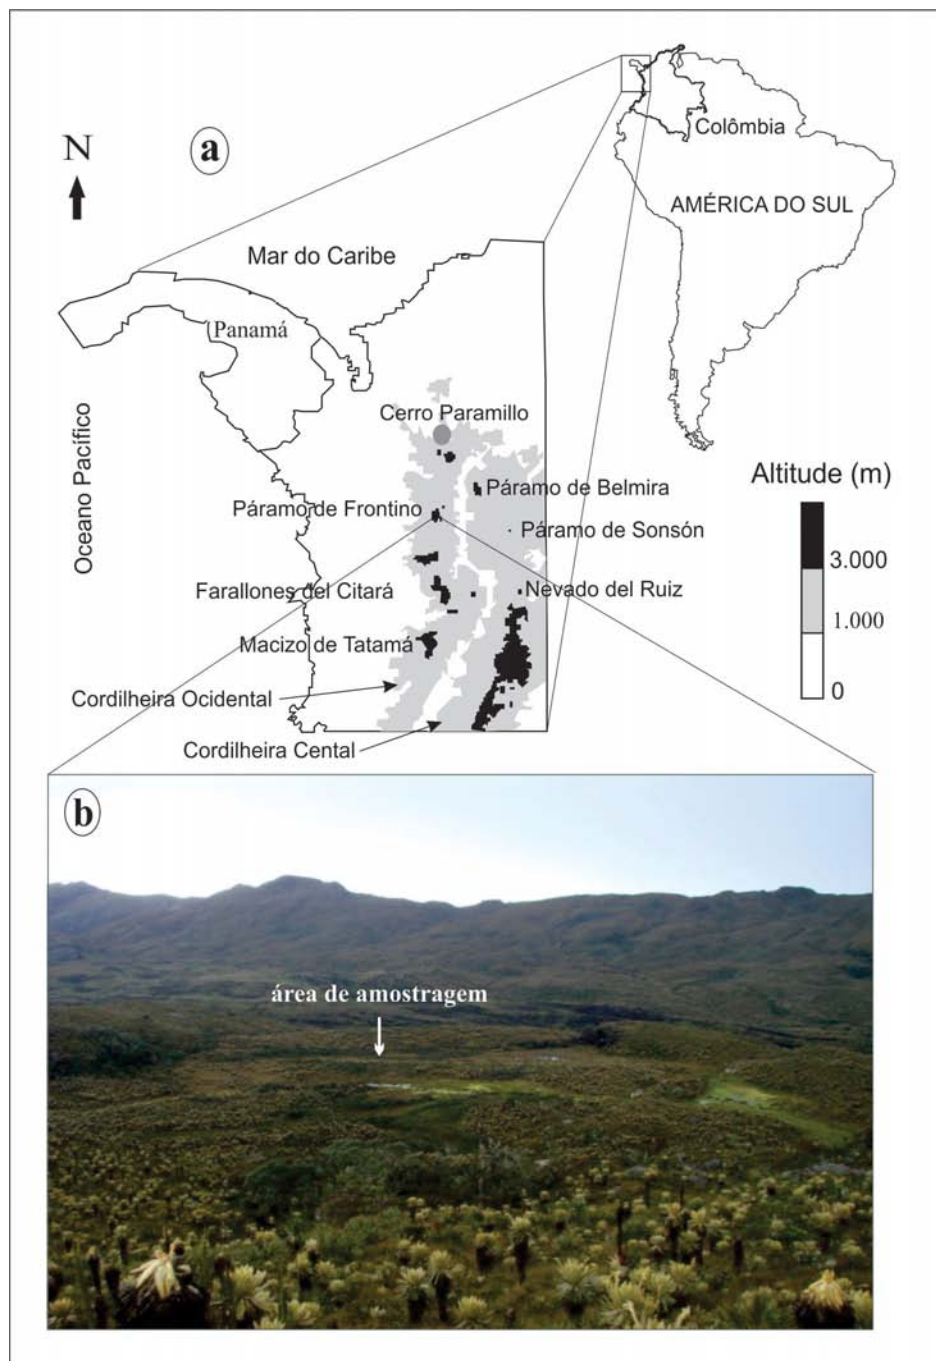 a
N
Colômbia
AMÉRICA DO SUL
Mar do Caribe
Panamá
Oceano Pacífico
Cerro Paramillo
Altitude (m)
Páramo de Belmira
Páramo de Frontino
Páramo de Sonsón
3.000
Farallones del Citará
Nevado del Ruiz
1.000
Macizo de Tatamá
Cordilheira Ocidental
0
Cordilheira Cental
b
área de amostragem